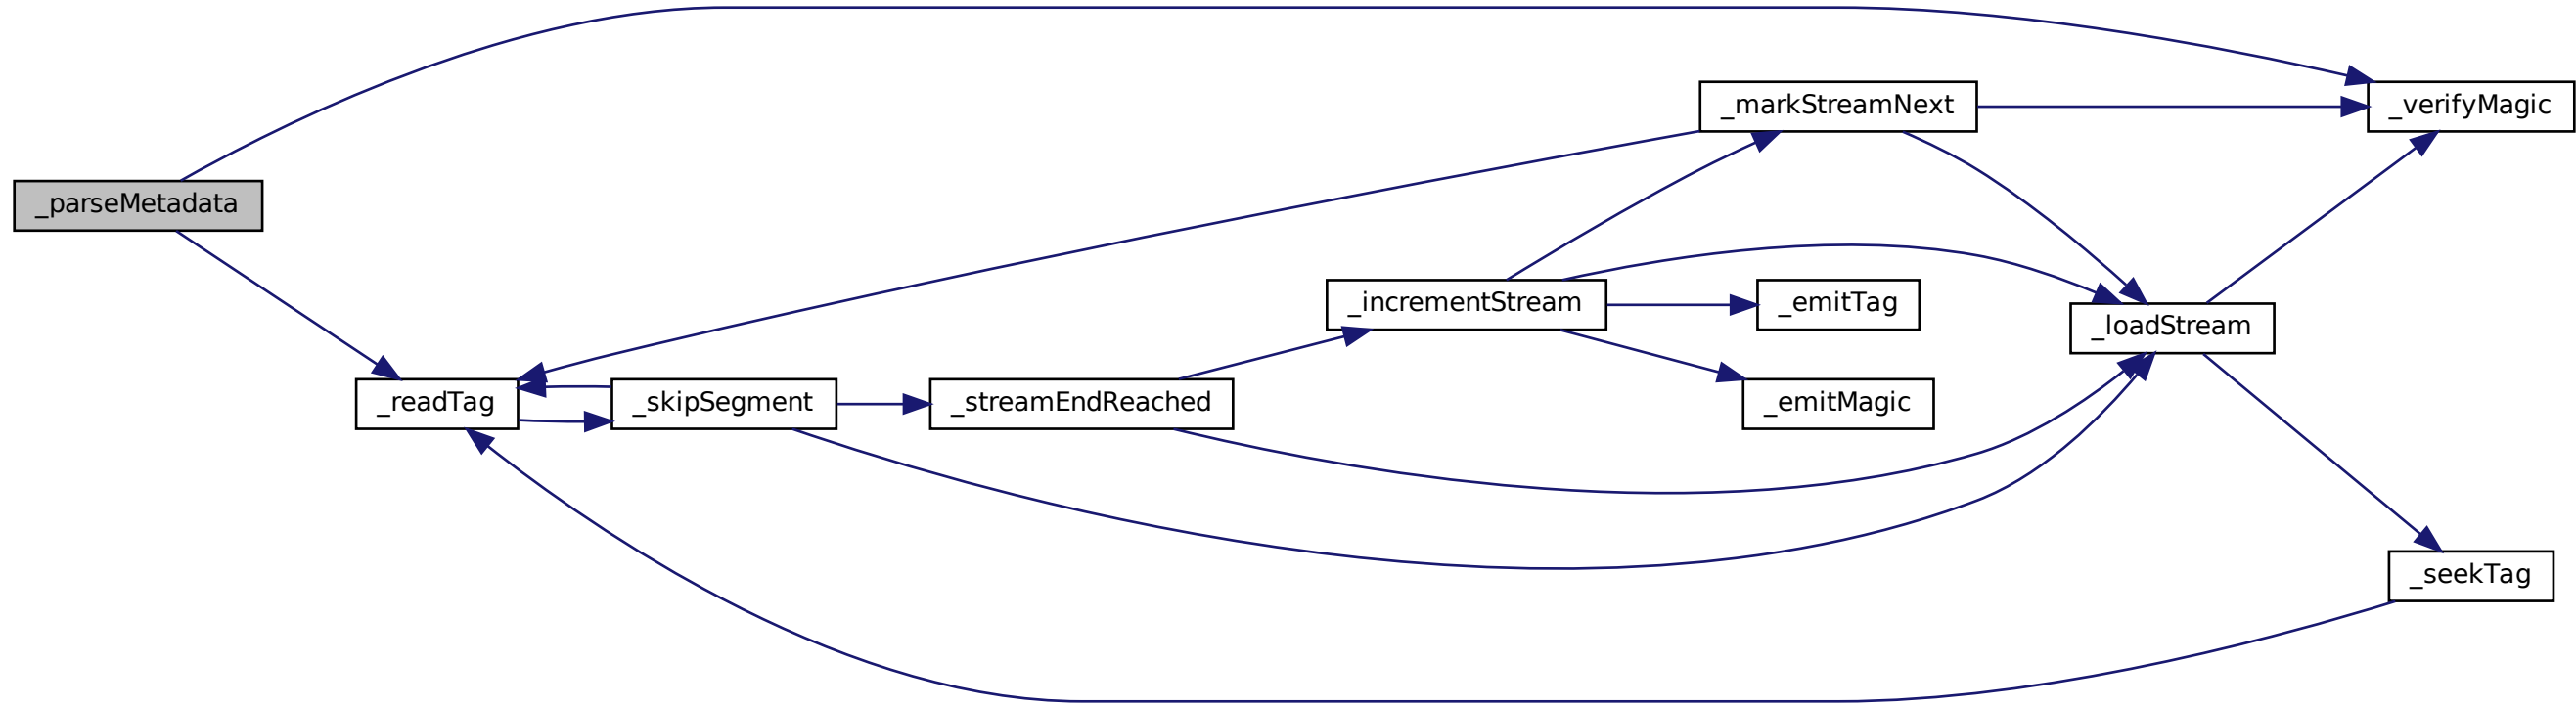 _parseMetadata
_readTag
_skipSegment
_streamEndReached
_incrementStream
_markStreamNext
_emitTag
_emitMagic
_loadStream
_verifyMagic
_seekTag